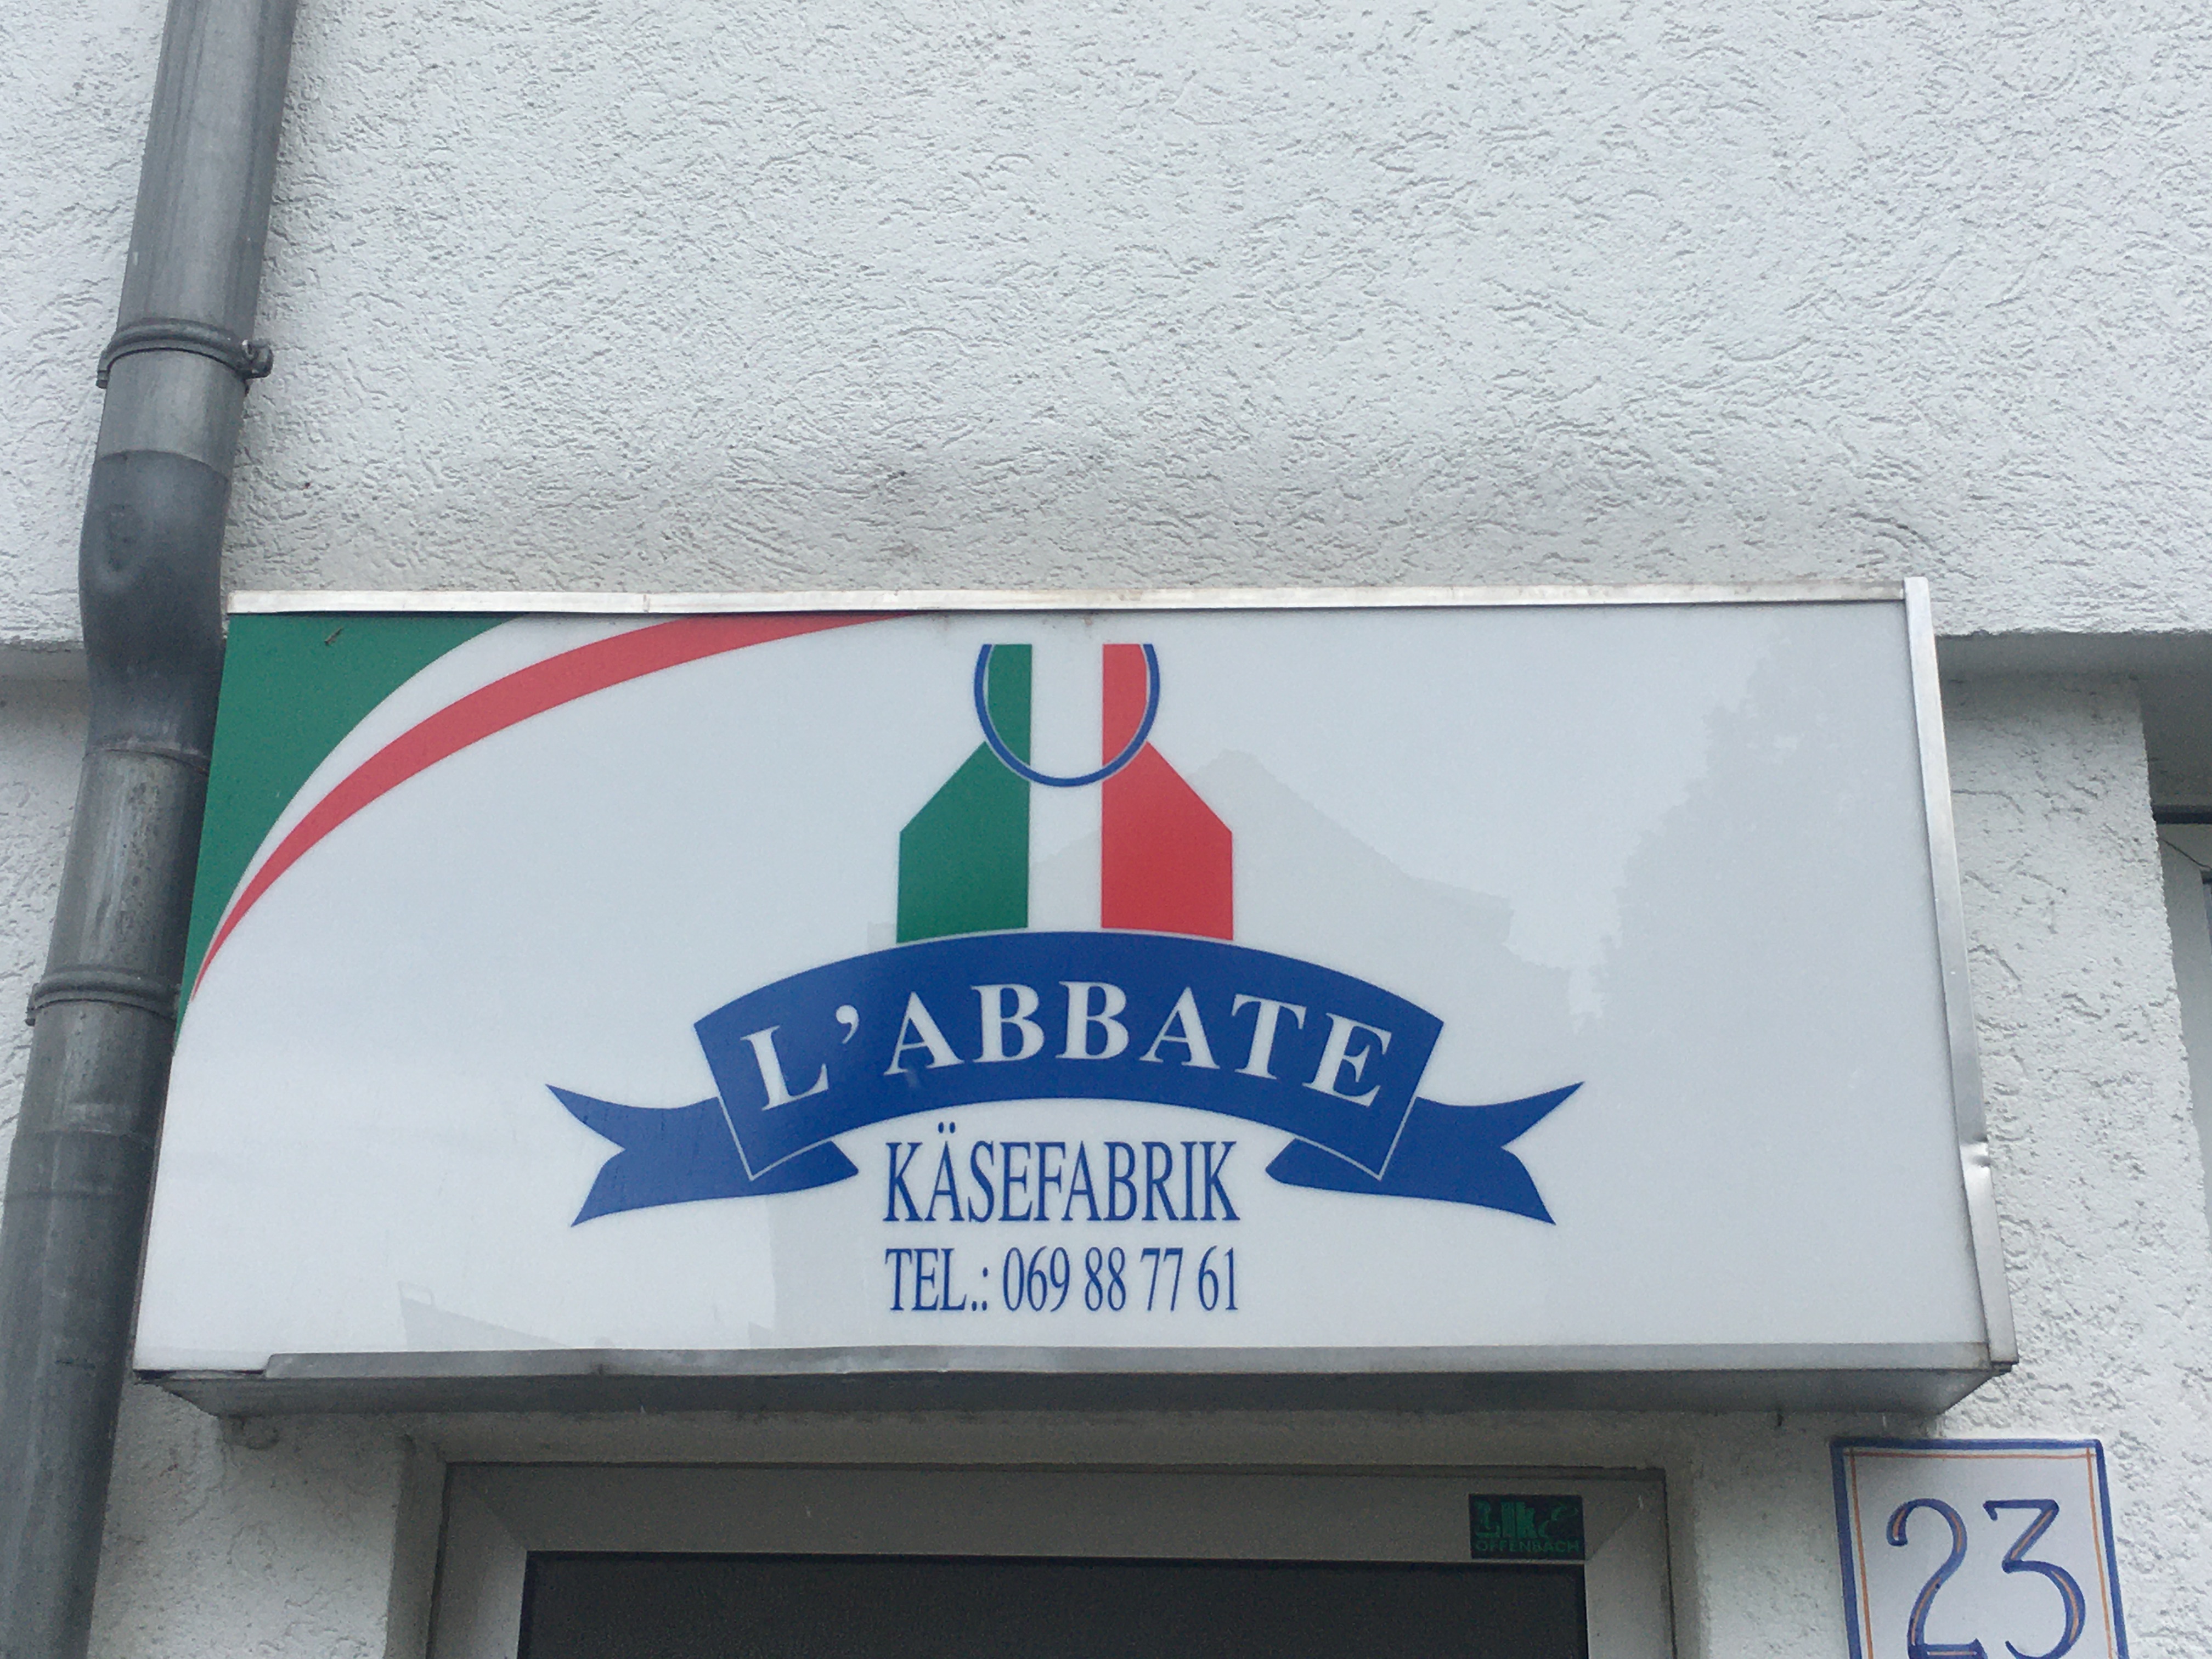 L'ABBATE
KÄSEFABRIK
TEL.: 069 88 77 61
OFFENBACH
23